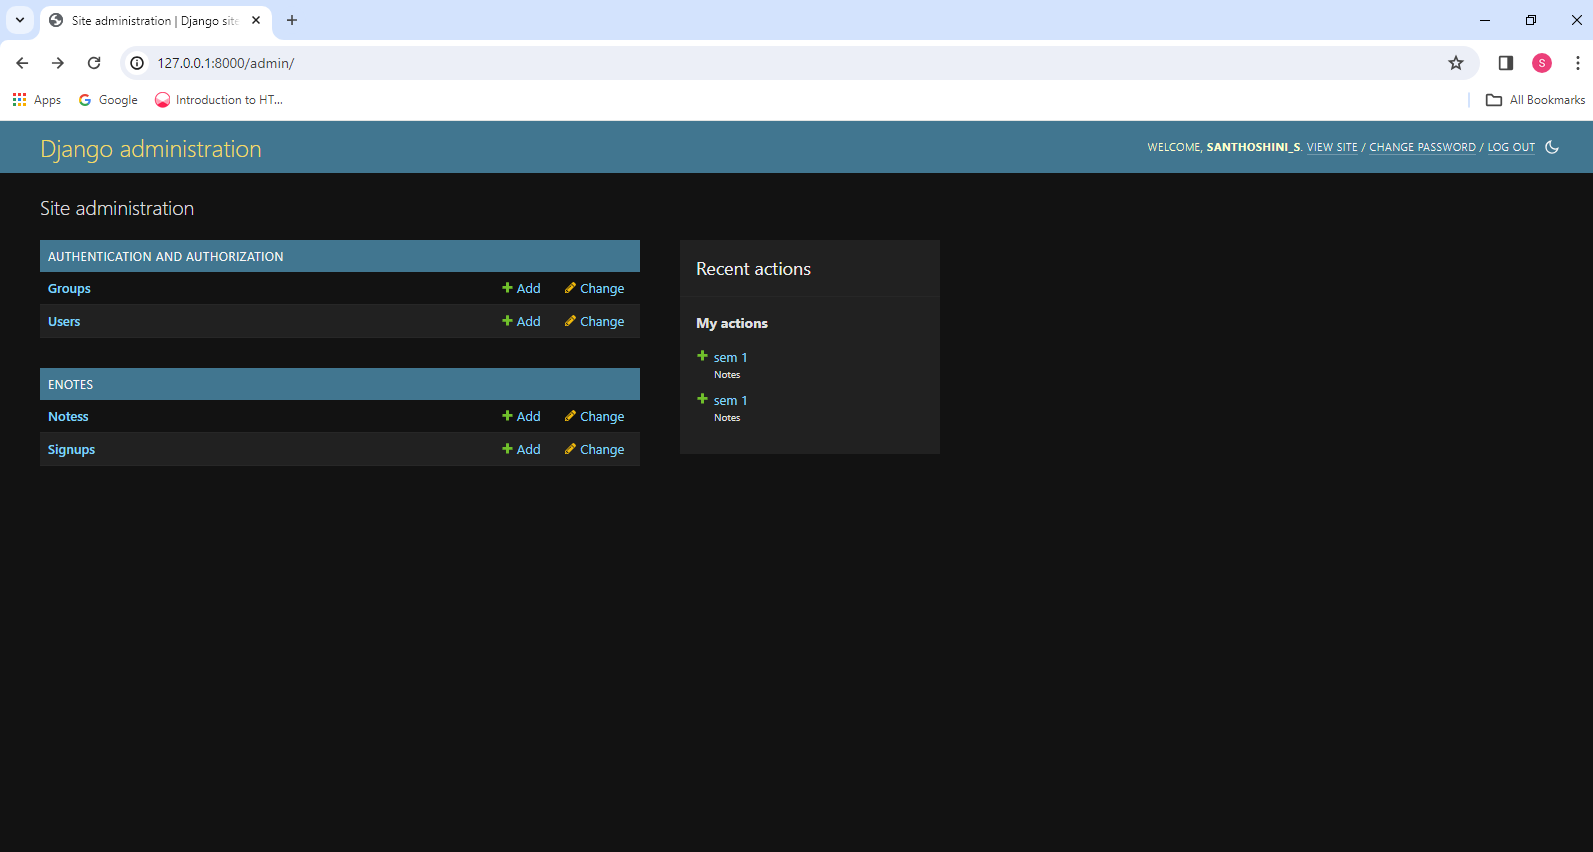 Site administration | Django site
127.0.0.1:8000/admin/
Apps
Google
Introduction to HT...
All Bookmarks
Django administration
WELCOME, SANTHOSHINI_S. VIEW SITE / CHANGE PASSWORD / LOG OUT
S
Site administration
AUTHENTICATION AND AUTHORIZATION
Groups Add Change
Users Add Change
ENOTES
Notess Add Change
Signups Add Change
Recent actions
My actions
sem 1
Notes
sem 1
Notes